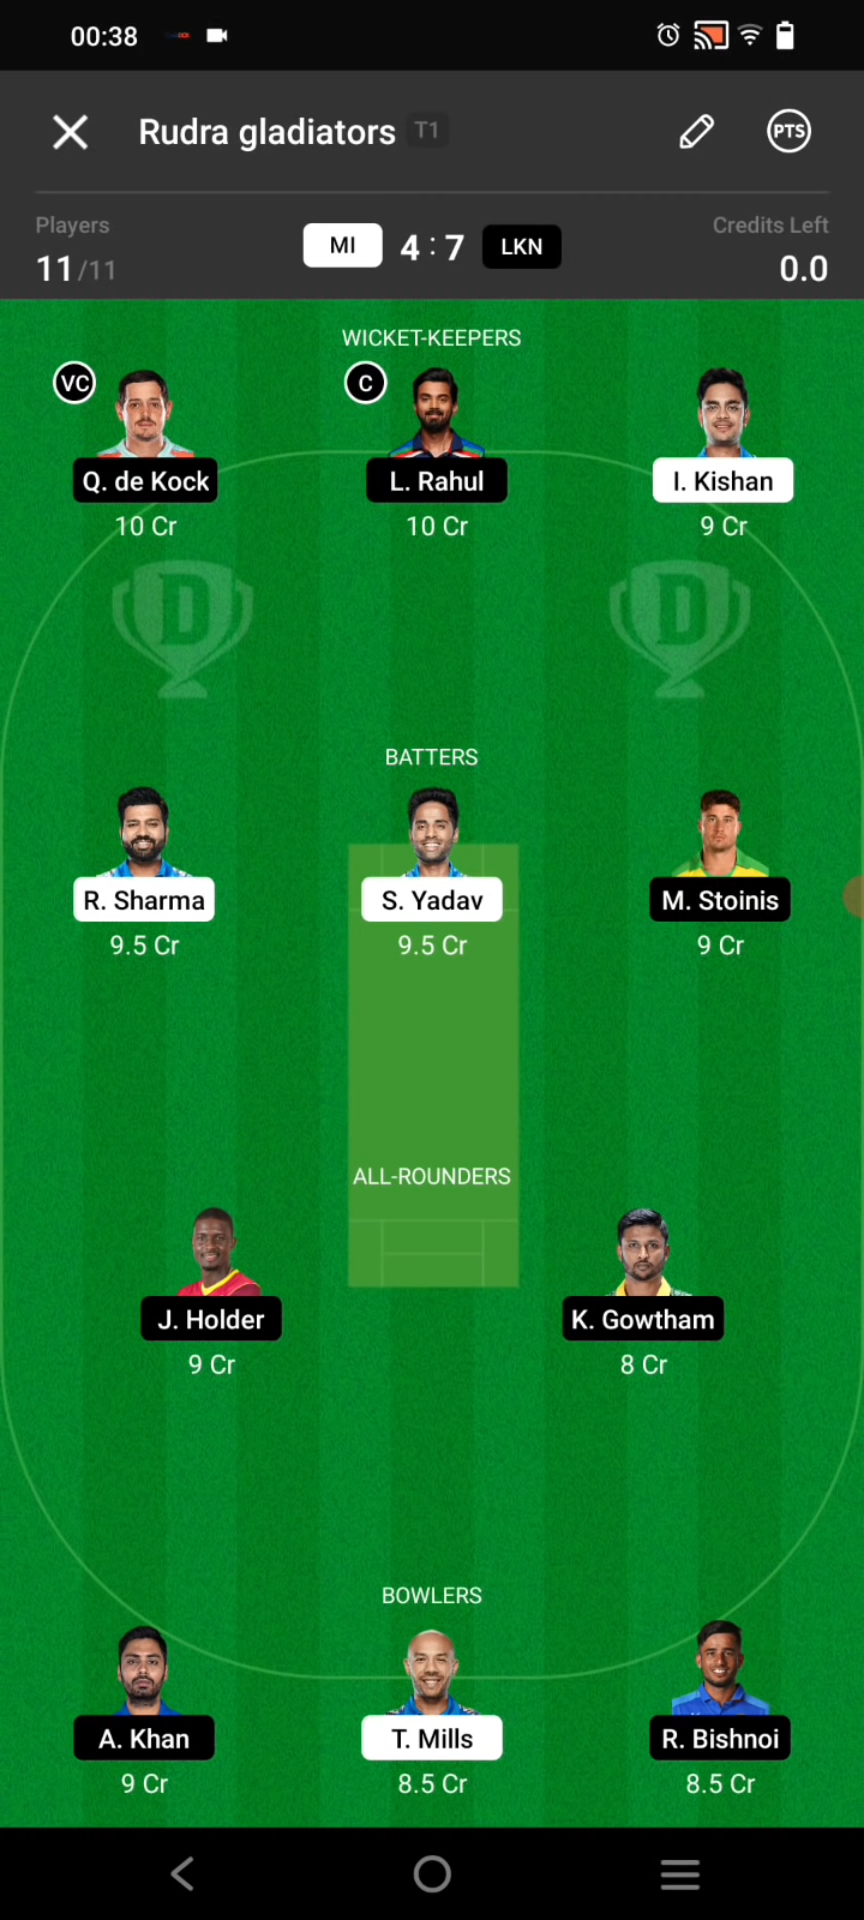 00:38
Rudra gladiators T1 PTS
Players
Credits Left
MI 4 : 7 LKN
11/11
0.0
WICKET-KEEPERS
VC C
Q. de Kock L. Rahul I. Kishan
10 Cr 10 Cr 9 Cr
D D
BATTERS
R. Sharma S. Yadav M. Stoinis
9.5 Cr 9.5 Cr 9 Cr
ALL-ROUNDERS
J. Holder K. Gowtham
9 Cr 8 Cr
BOWLERS
A. Khan T. Mills R. Bishnoi
9 Cr 8.5 Cr 8.5 Cr